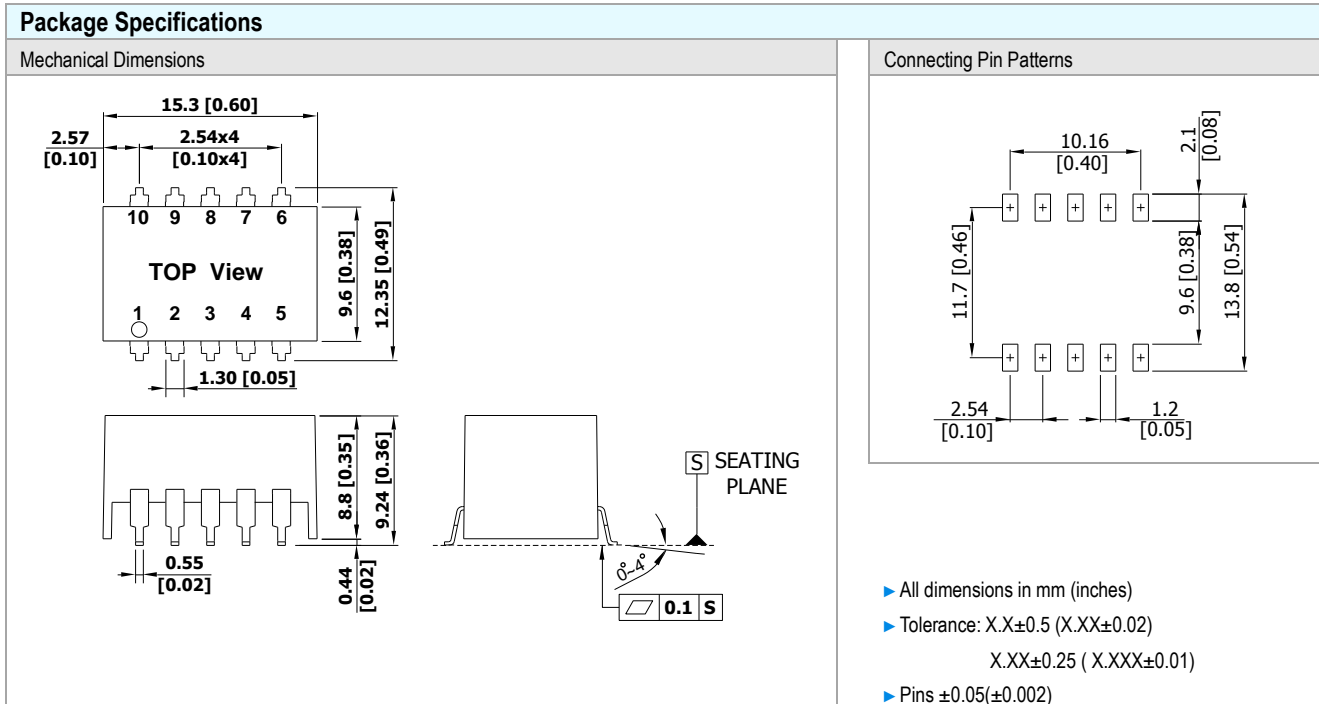 Package Specifications
Mechanical Dimensions
15.3 [0.60]
2.57
[0.10]
2.54x4
[0.10x4]
10 9 8 7 6
TOP View
1 2 3 4 5
9.6 [0.38]
12.35 [0.49]
1.30 [0.05]
8.8 [0.35]
9.24 [0.36]
0.55
[0.02]
0.44
[0.02]
S SEATING
PLANE
0°~4°
0.1 S
Connecting Pin Patterns
10.16
[0.40]
2.1
[0.08]
11.7 [0.46]
9.6 [0.38]
13.8 [0.54]
2.54
[0.10]
1.2
[0.05]
► All dimensions in mm (inches)
► Tolerance: X.X±0.5 (X.XX±0.02)
X.XX±0.25 ( X.XXX±0.01)
► Pins ±0.05(±0.002)